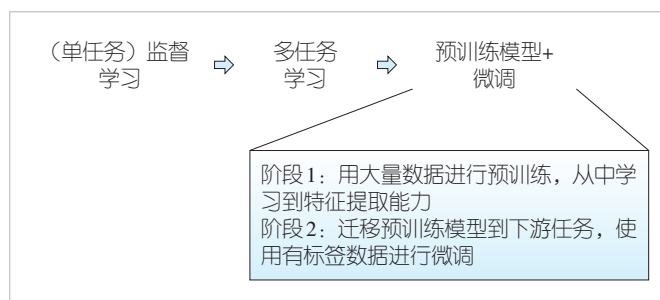 （单任务）监督
学习
多任务
学习
预训练模型+
微调
阶段1：用大量数据进行预训练，从中学
习到特征提取能力
阶段2：迁移预训练模型到下游任务，使
用有标签数据进行微调